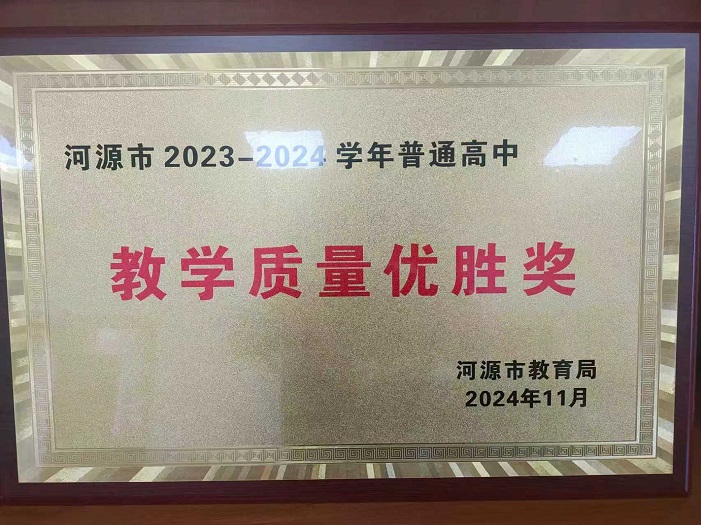 河源市 2023-2024 学年普通高中
教学质量优胜奖
河源市教育局
2024年11月